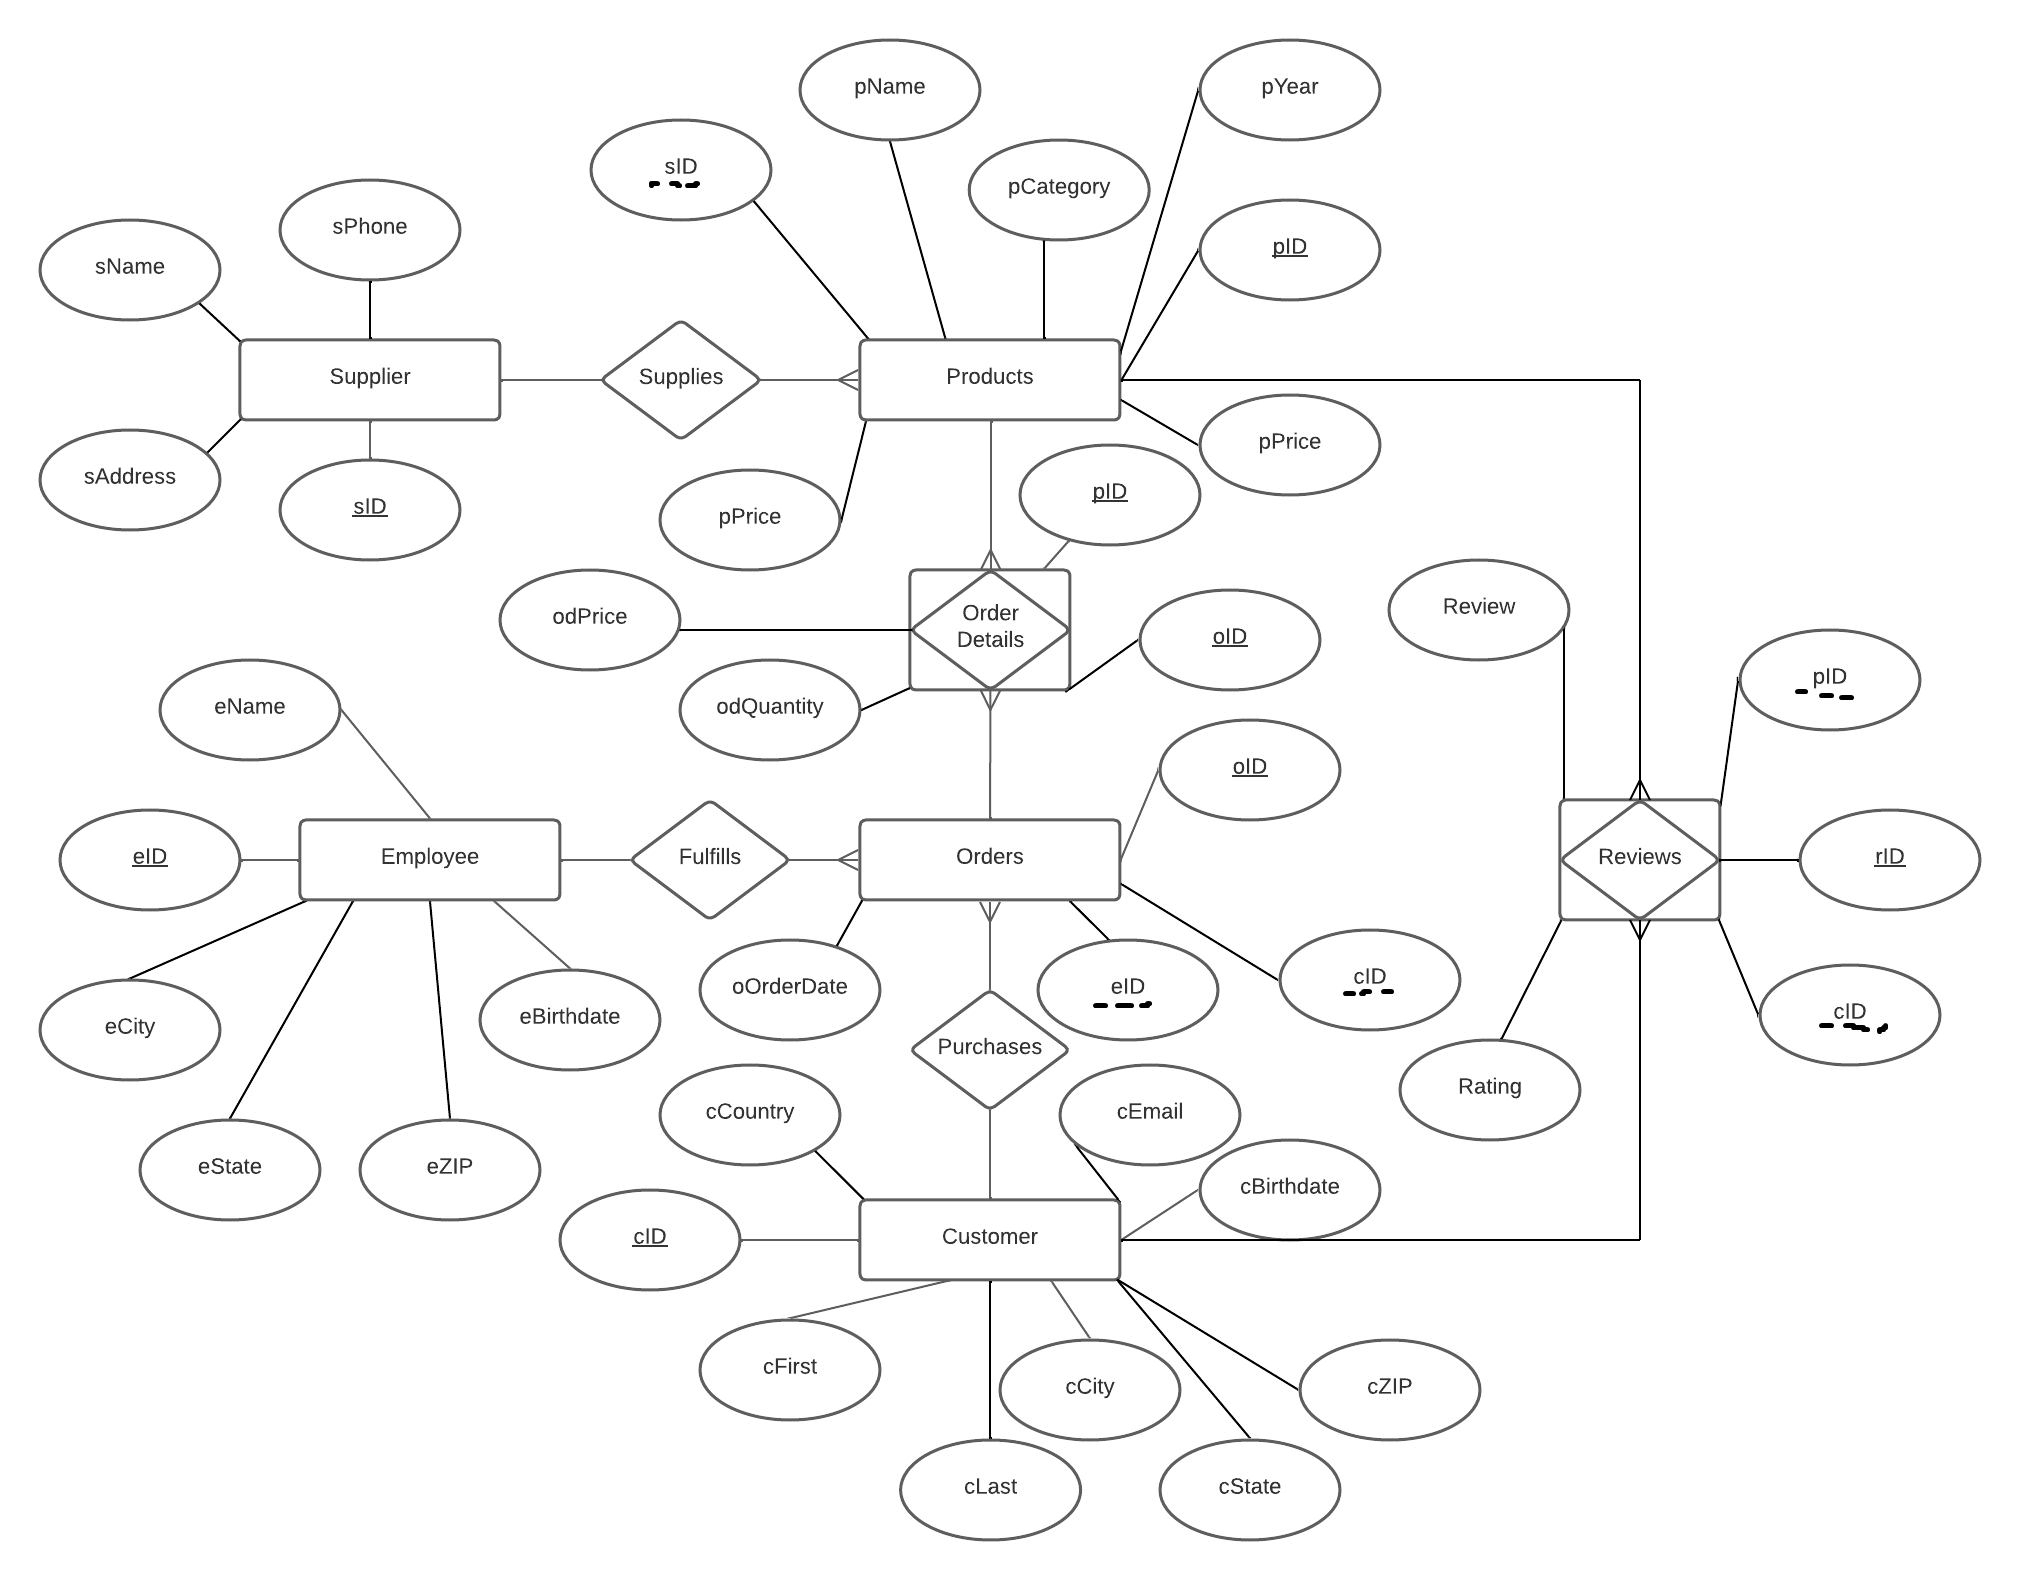 pName
pYear
sID
pCategory
sPhone
pID
sName
Supplier
Supplies
Products
pPrice
sAddress
sID
pPrice
pID
odPrice
Order
Details
oID
Review
eName
odQuantity
pID
oID
eID
Employee
Fulfills
Orders
Reviews
rID
oOrderDate
eID
cID
eCity
eBirthdate
cID
Purchases
Rating
cCountry
cEmail
eState
eZIP
cBirthdate
cID
Customer
cFirst
cCity
cZIP
cLast
cState